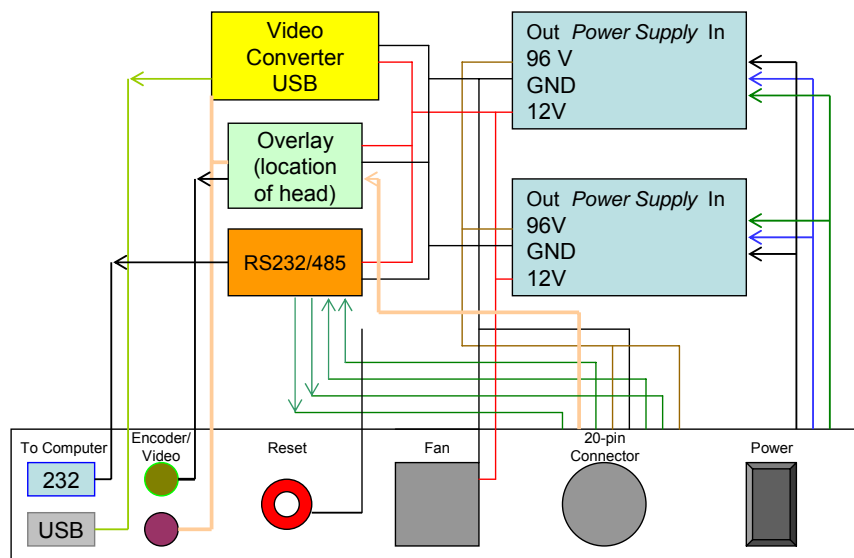 Video
Converter
USB
Out Power Supply In
96 V
GND
12V
Overlay
(location
of head)
Out Power Supply In
96V
GND
12V
RS232/485
To Computer
Encoder/
Video
Reset
Fan
20-pin
Connector
Power
232
USB